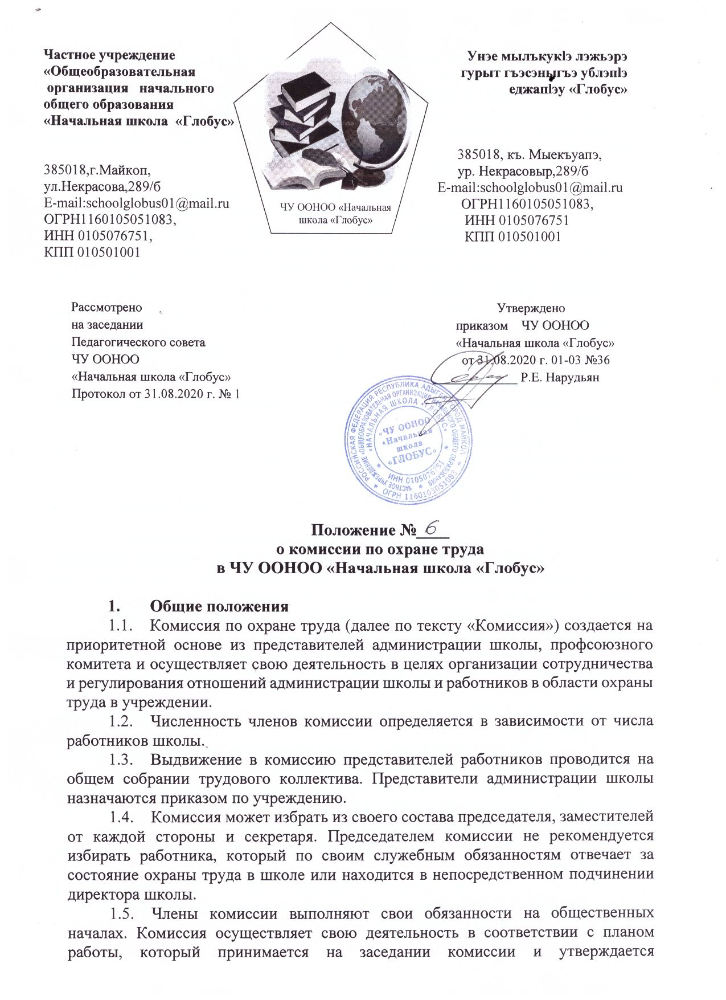 Частное учреждение
«Общеобразовательная
организация начального
общего образования
«Начальная школа «Глобус»
385018,г.Майкоп,
ул.Некрасова,289/б
E-mail:schoolglobus01@mail.ru
ОГРН1160105051083,
ИНН 0105076751,
КПП 010501001
ЧУ ООНОО «Начальная
школа «Глобус»
Унэе мылъкукIэ лэжьэрэ
гурыт гъэсэныгъэ ублэпIэ
еджапIэу «Глобус»
385018, къ. Мыекъуапэ,
ур. Некрасовыр,289/б
E-mail:schoolglobus01@mail.ru
ОГРН1160105051083,
ИНН 0105076751
КПП 010501001
Рассмотрено
на заседании
Педагогического совета
ЧУ ООНОО
«Начальная школа «Глобус»
Протокол от 31.08.2020 г. № 1
Утверждено
приказом ЧУ ООНОО
«Начальная школа «Глобус»
от 31.08.2020 г. 01-03 №36
____________ Р.Е. Нарудьян
РОССИЙСКАЯ ФЕДЕРАЦИЯ РЕСПУБЛИКА АДЫГЕЯ ГОРОД МАЙКОП
* ОГРН 1160105051083 *
ЧАСТНОЕ УЧРЕЖДЕНИЕ «ОБЩЕОБРАЗОВАТЕЛЬНАЯ ОРГАНИЗАЦИЯ НАЧАЛЬНОГО ОБЩЕГО ОБРАЗОВАНИЯ *
«НАЧАЛЬНАЯ ШКОЛА «ГЛОБУС»
* ИНН 0105076751 *
«ЧУ ООНОО
«Начальная
школа
«ГЛОБУС»
Положение № 6
о комиссии по охране труда
в ЧУ ООНОО «Начальная школа «Глобус»
1. Общие положения
1.1. Комиссия по охране труда (далее по тексту «Комиссия») создается на
приоритетной основе из представителей администрации школы, профсоюзного
комитета и осуществляет свою деятельность в целях организации сотрудничества
и регулирования отношений администрации школы и работников в области охраны
труда в учреждении.
1.2. Численность членов комиссии определяется в зависимости от числа
работников школы.
1.3. Выдвижение в комиссию представителей работников проводится на
общем собрании трудового коллектива. Представители администрации школы
назначаются приказом по учреждению.
1.4. Комиссия может избрать из своего состава председателя, заместителей
от каждой стороны и секретаря. Председателем комиссии не рекомендуется
избирать работника, который по своим служебным обязанностям отвечает за
состояние охраны труда в школе или находится в непосредственном подчинении
директора школы.
1.5. Члены комиссии выполняют свои обязанности на общественных
началах. Комиссия осуществляет свою деятельность в соответствии с планом
работы, который принимается на заседании комиссии и утверждается